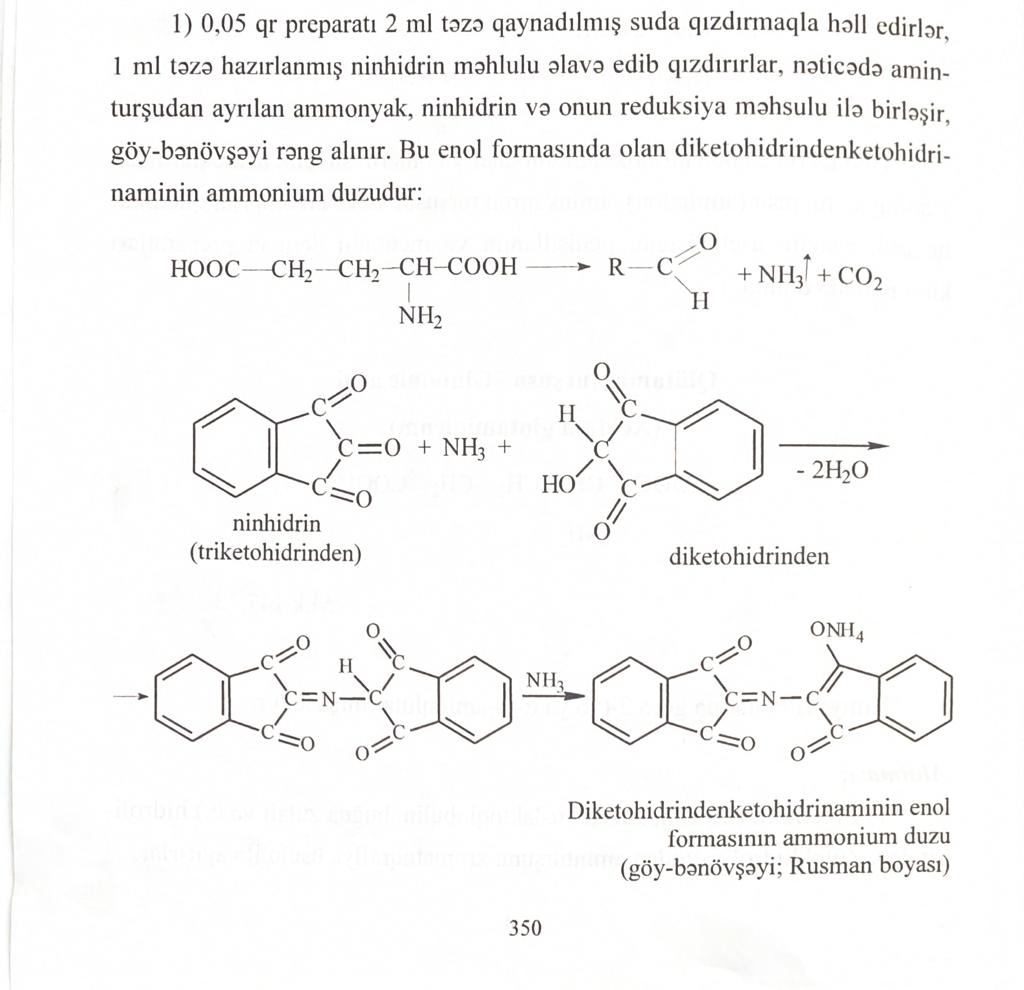 1) 0,05 qr preparatı 2 ml təzə qaynadılmış suda qızdırmaqla həll edirlər,
1 ml təzə hazırlanmış ninhidrin məhlulu əlavə edib qızdırırlar, nəticədə amin-
turşudan ayrılan ammonyak, ninhidrin və onun reduksiya məhsulu ilə birləşir,
göy-bənövşəyi rəng alınır. Bu enol formasında olan diketohidrindenketohidri-
naminin ammonium duzudur:
HOOC—CH₂—CH₂—CH–COOH → R—C + NH₃↑ + CO₂
O
H
NH₂
O
C
C=O + NH₃ +
C
O
O
H
C
C
HO
C
O
- 2H₂O
ninhidrin
(triketohidrinden)
diketohidrinden
→
O
C
C=N—C
C
O
O
H
C
C
O
NH₃
O
C
C=N—C
C
O
ONH₄
C
O
Diketohidrindenketohidrinaminin enol
formasının ammonium duzu
(göy-bənövşəyi; Rusman boyası)
350